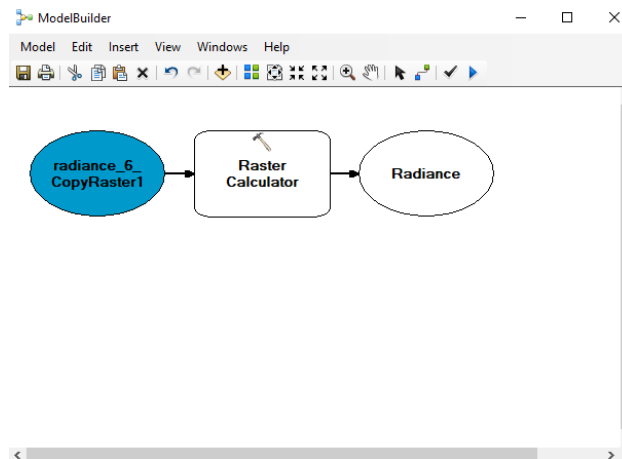 ModelBuilder
Model Edit Insert View Windows Help
radiance_6_
CopyRaster1
Raster
Calculator
Radiance